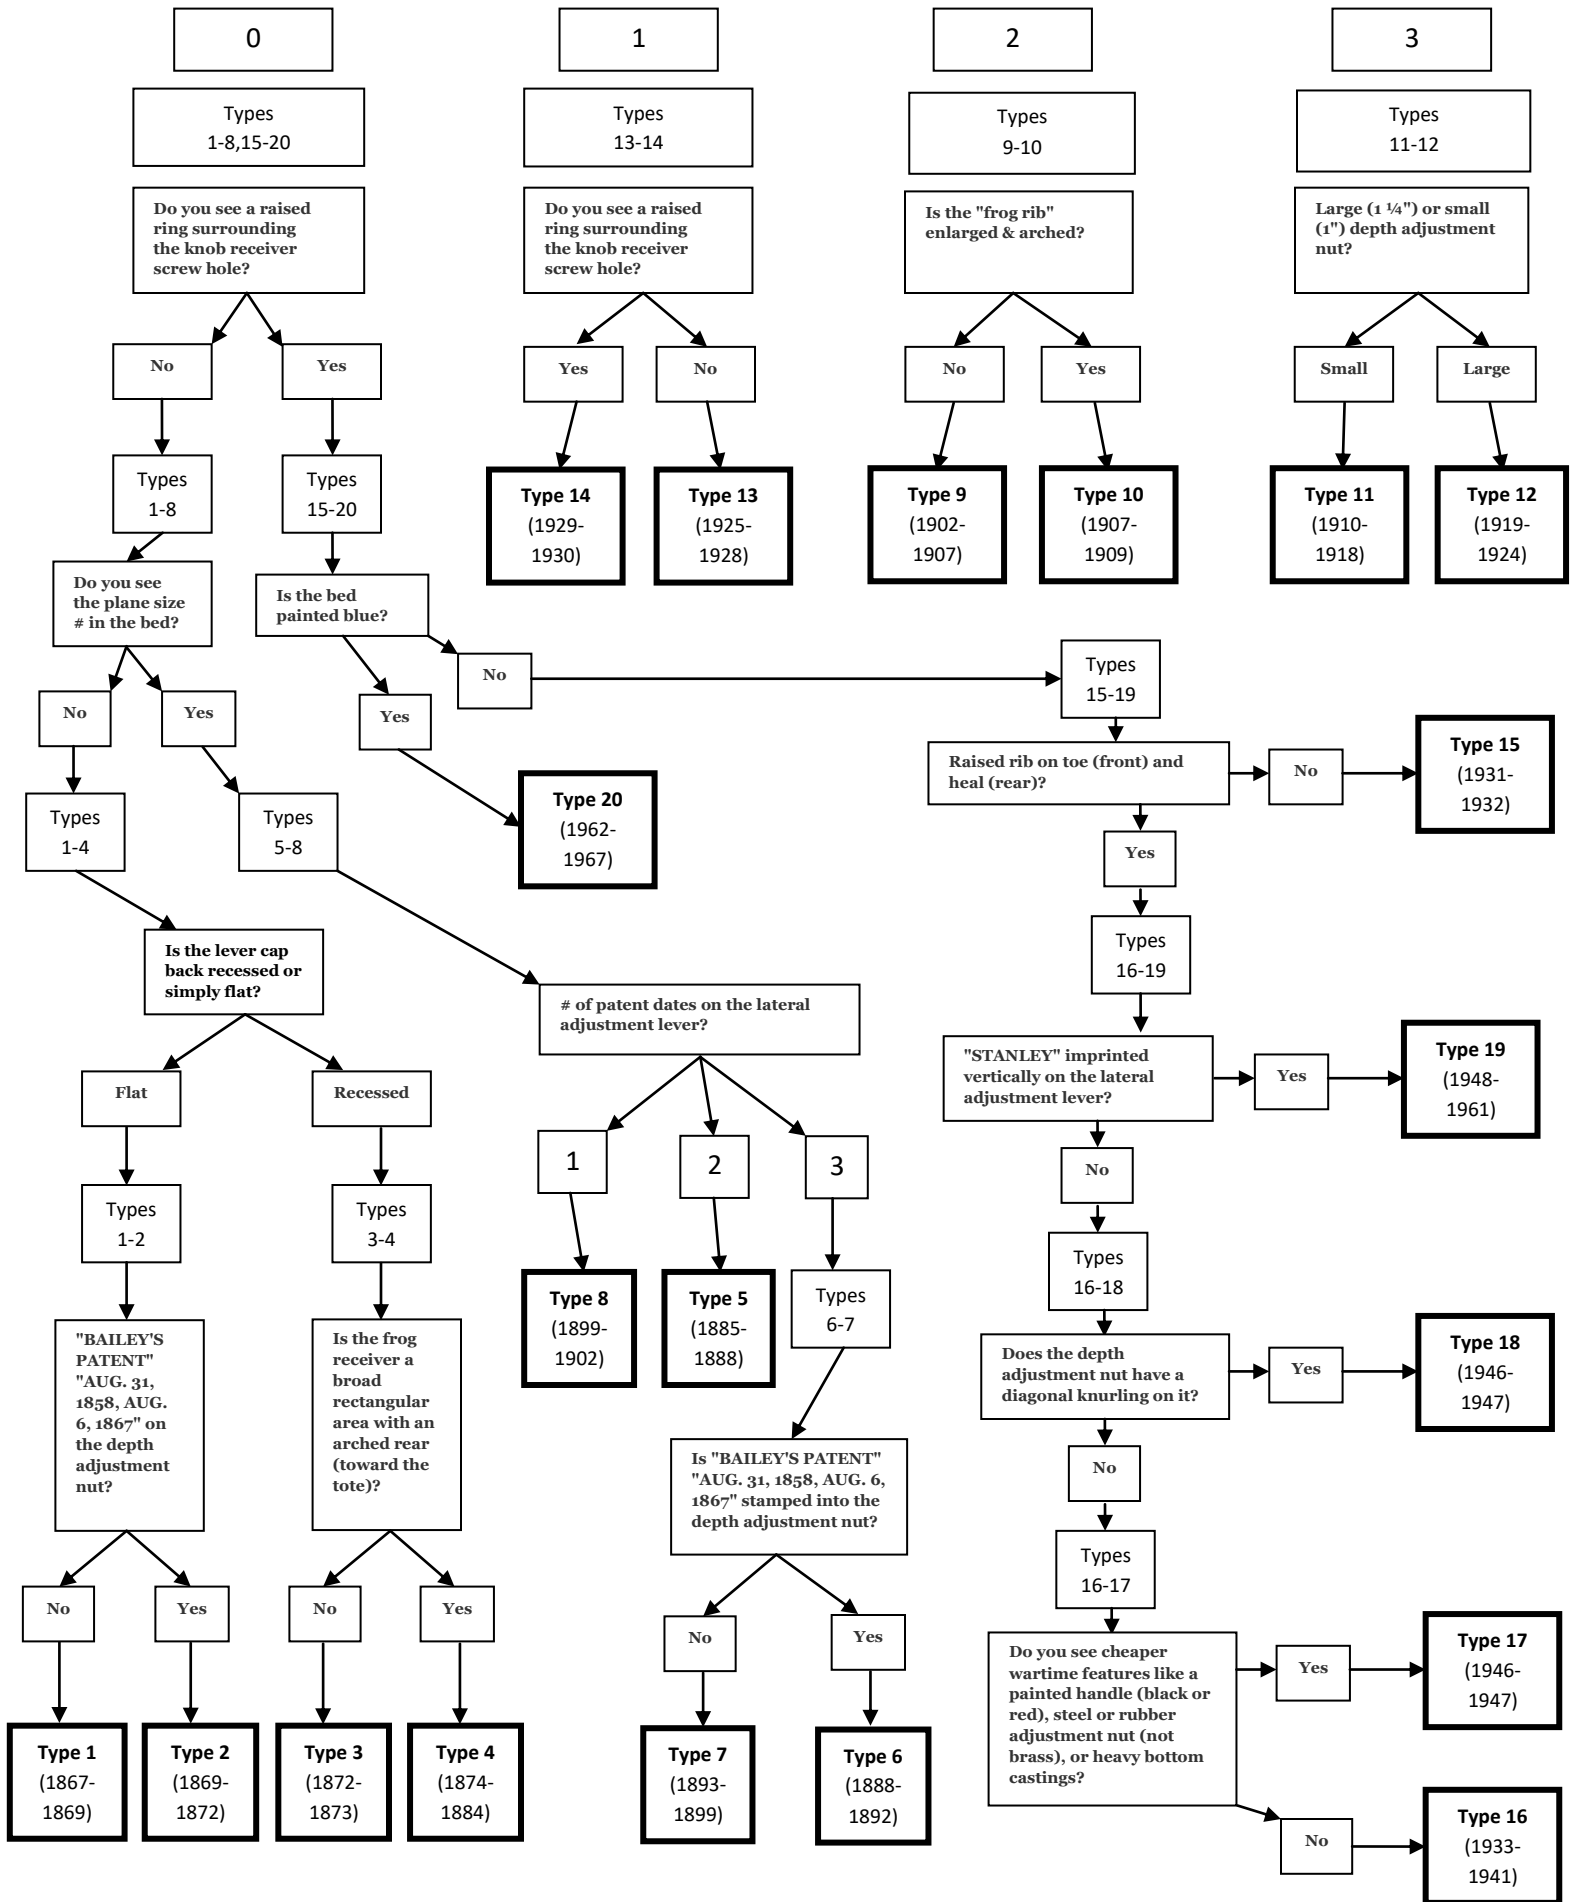 0
1
2
3
Types
1-8,15-20
Types
13-14
Types
9-10
Types
11-12
Do you see a raised
ring surrounding
the knob receiver
screw hole?
Do you see a raised
ring surrounding
the knob receiver
screw hole?
Is the "frog rib"
enlarged & arched?
Large (1 ¼") or small
(1") depth adjustment
nut?
No
Yes
Yes
No
No
Yes
Small
Large
Types
1-8
Types
15-20
Type 14
(1929-
1930)
Type 13
(1925-
1928)
Type 9
(1902-
1907)
Type 10
(1907-
1909)
Type 11
(1910-
1918)
Type 12
(1919-
1924)
Do you see
the plane size
# in the bed?
Is the bed
painted blue?
No
Types
15-19
No
Yes
Yes
Raised rib on toe (front) and
heal (rear)?
No
Type 15
(1931-
1932)
Types
1-4
Types
5-8
Type 20
(1962-
1967)
Yes
Is the lever cap
back recessed or
simply flat?
Types
16-19
# of patent dates on the lateral
adjustment lever?
"STANLEY" imprinted
vertically on the lateral
adjustment lever?
Yes
Type 19
(1948-
1961)
Flat
Recessed
1
2
3
No
Types
1-2
Types
3-4
Types
16-18
Type 8
(1899-
1902)
Type 5
(1885-
1888)
Types
6-7
"BAILEY'S
PATENT"
"AUG. 31,
1858, AUG.
6, 1867" on
the depth
adjustment
nut?
Is the frog
receiver a
broad
rectangular
area with an
arched rear
(toward the
tote)?
Does the depth
adjustment nut have a
diagonal knurling on it?
Yes
Type 18
(1946-
1947)
Is "BAILEY'S PATENT"
"AUG. 31, 1858, AUG. 6,
1867" stamped into the
depth adjustment nut?
No
Types
16-17
No
Yes
No
Yes
No
Yes
Do you see cheaper
wartime features like a
painted handle (black or
red), steel or rubber
adjustment nut (not
brass), or heavy bottom
castings?
Yes
Type 17
(1946-
1947)
Type 1
(1867-
1869)
Type 2
(1869-
1872)
Type 3
(1872-
1873)
Type 4
(1874-
1884)
Type 7
(1893-
1899)
Type 6
(1888-
1892)
No
Type 16
(1933-
1941)